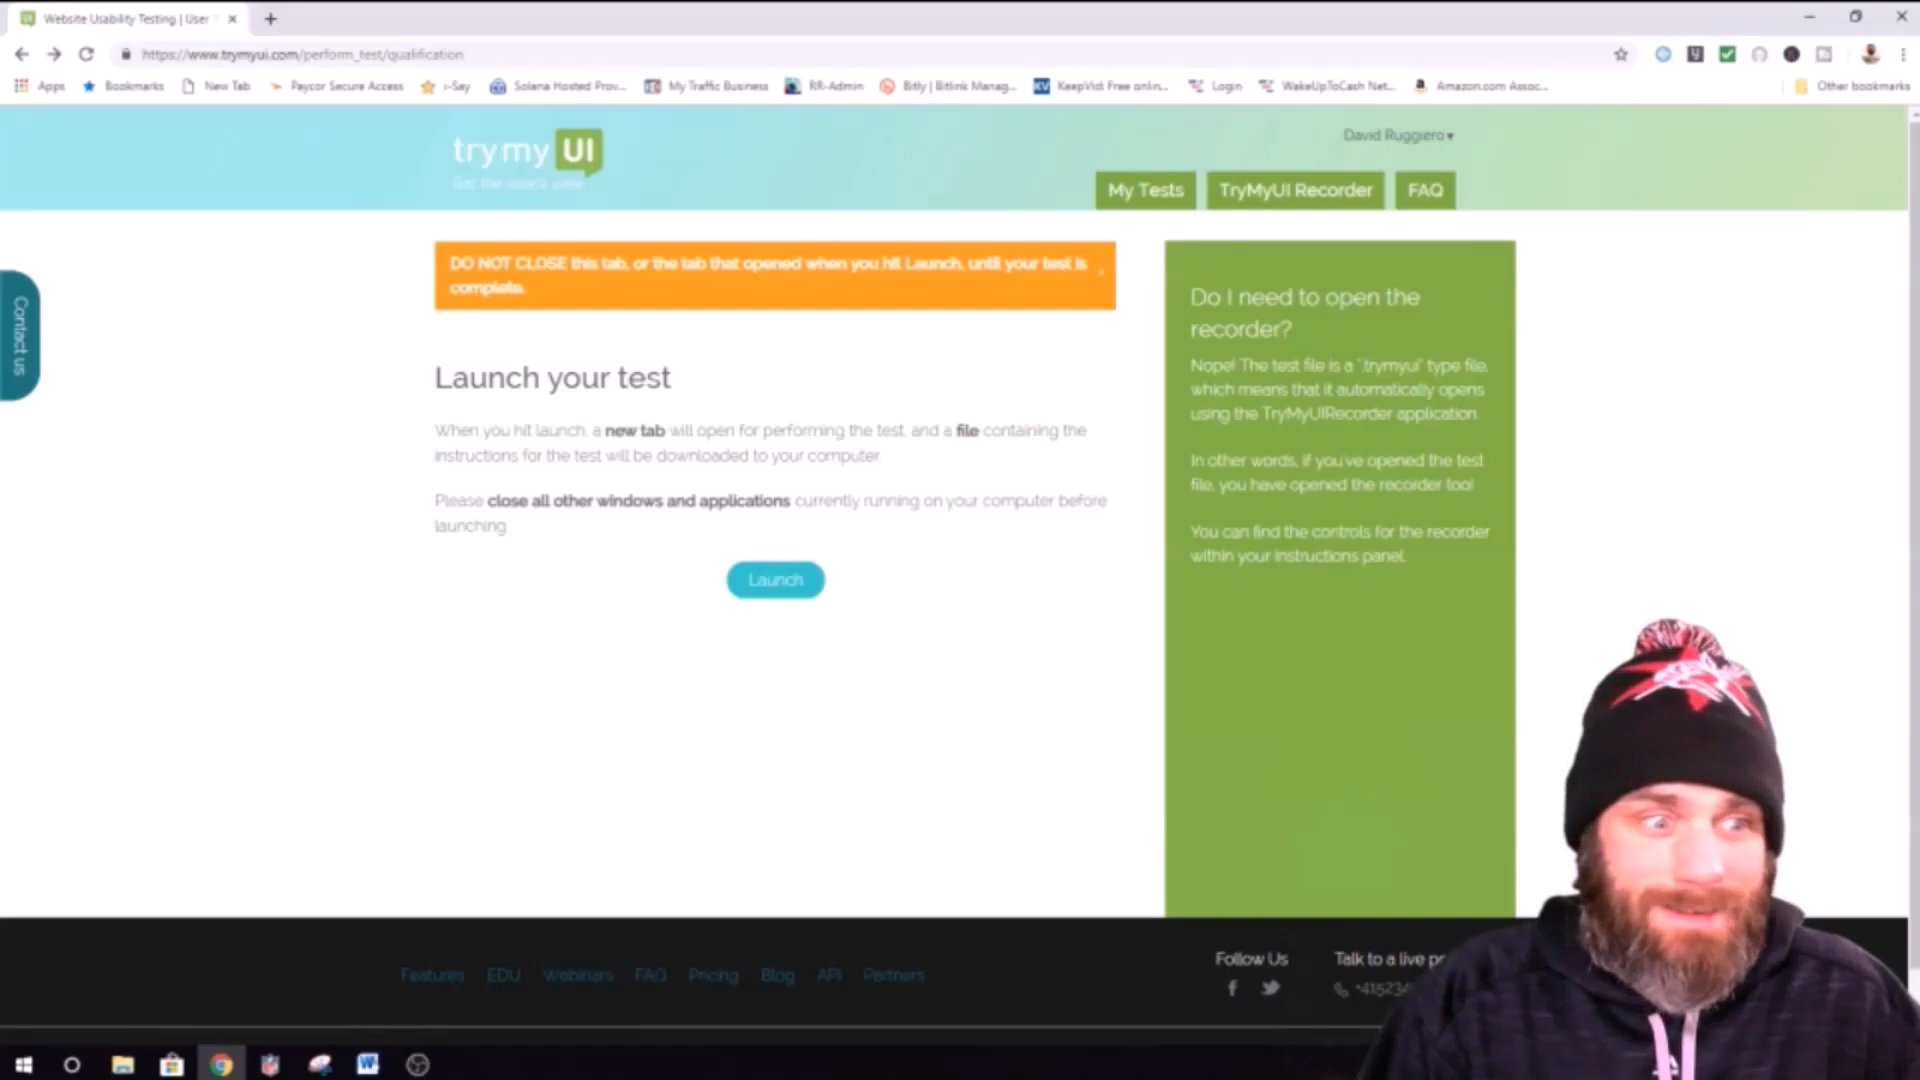 Website Usability Testing | User T
https://www.trymyui.com/perform_test/qualification
Apps Bookmarks New Tab Paycor Secure Access i-Say Solana Hosted Prov... My Traffic Business RR-Admin Bitly | Bitlink Manag... KeepVid Free onlin... Login WakeUpToCash Net... Amazon.com Assoc... Other bookmarks
try my UI
David Ruggiero ▾
My Tests TryMyUI Recorder FAQ
Contact us
DO NOT CLOSE this tab, or the tab that opened when you hit Launch, until your test is
complete.
Launch your test
When you hit launch, a new tab will open for performing the test, and a file containing the
instructions for the test will be downloaded to your computer.
Please close all other windows and applications currently running on your computer before
launching
Launch
Do I need to open the
recorder?
Nope! The test file is a ".trymyui" type file,
which means that it automatically opens
using the TryMyUIRecorder application.
In other words, if you've opened the test
file, you have opened the recorder too!
You can find the controls for the recorder
within your instructions panel.
Features EDU Webinars FAQ Pricing Blog API Partners
Follow Us
Talk to a live pe
+415234